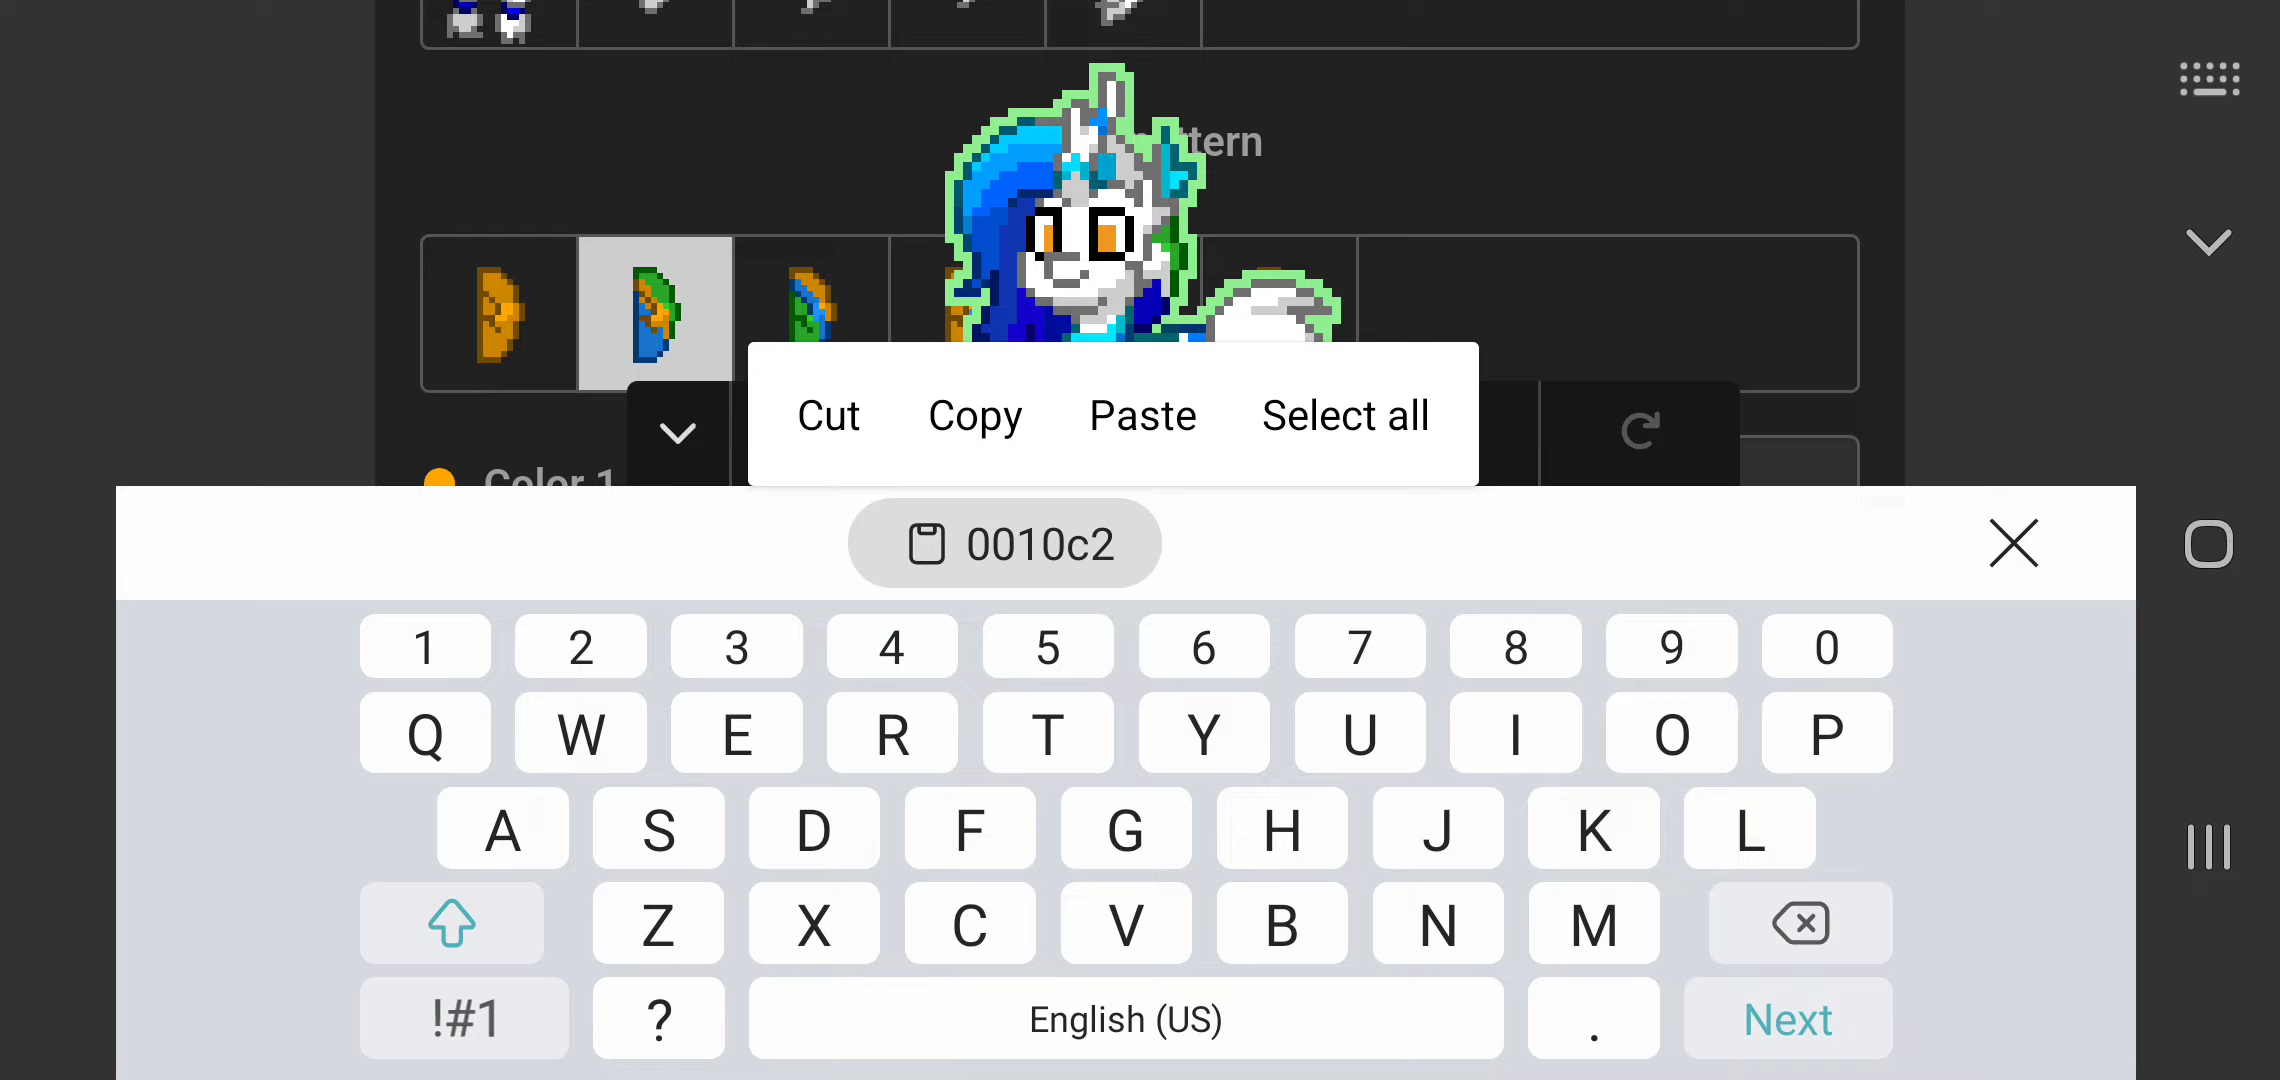 tern
Cut Copy Paste Select all
Color 1
0010c2
1 2 3 4 5 6 7 8 9 0
Q W E R T Y U I O P
A S D F G H J K L
Z X C V B N M
!#1 ? English (US) . Next